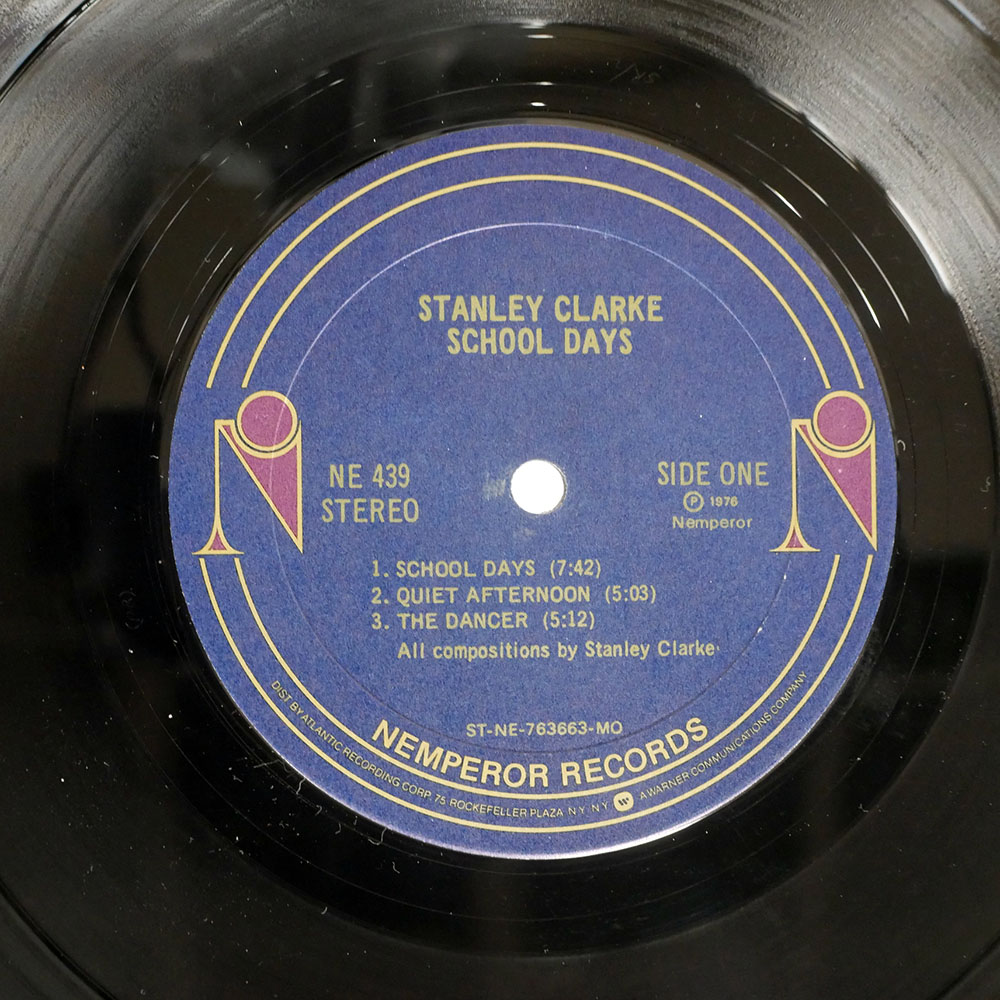 STANLEY CLARKE
SCHOOL DAYS
NE 439
STEREO
SIDE ONE
℗ 1976
Nemperor
1. SCHOOL DAYS (7:42)
2. QUIET AFTERNOON (5:03)
3. THE DANCER (5:12)
All compositions by Stanley Clarke
ST-NE-763663-MO
NEMPEROR RECORDS
DIST BY ATLANTIC RECORDING CORP 75 ROCKEFELLER PLAZA N Y N Y A WARNER COMMUNICATIONS COMPANY